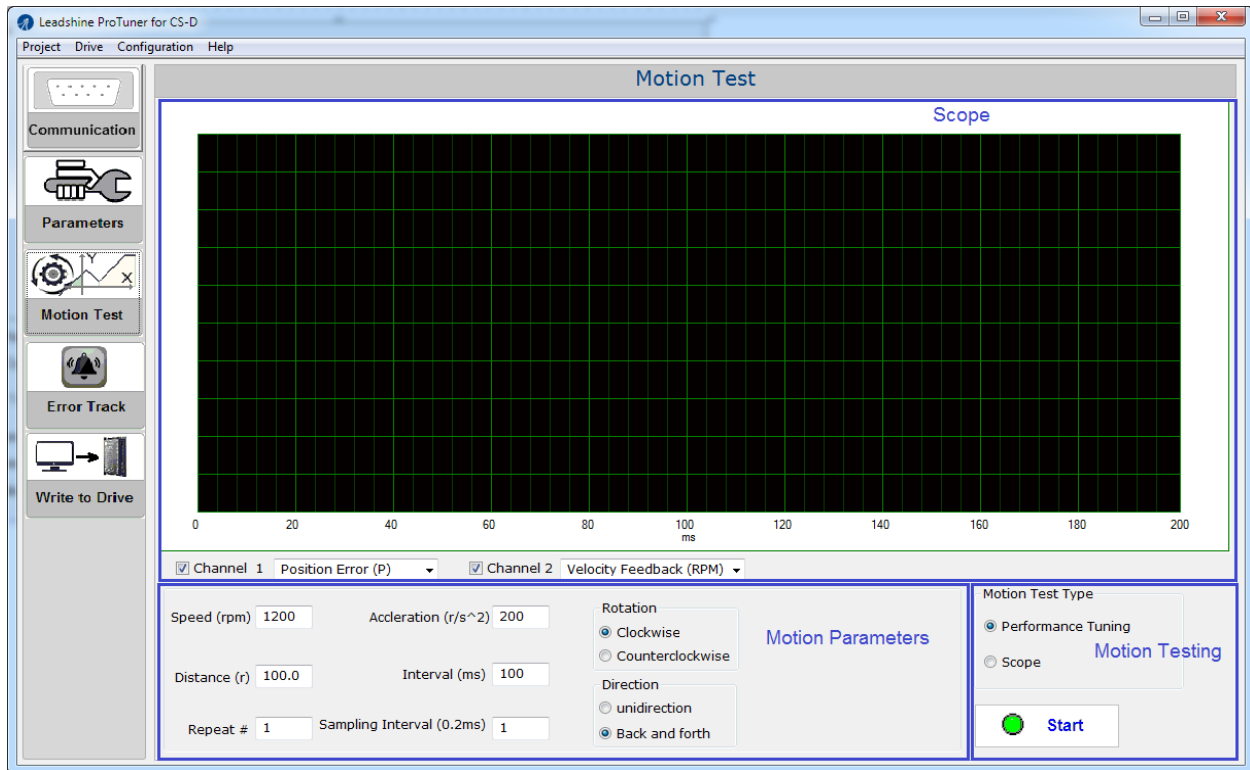 Leadshine ProTuner for CS-D
Project Drive Configuration Help
Communication
Parameters
Motion Test
Error Track
Write to Drive
Motion Test
Scope
0 20 40 60 80 100 120 140 160 180 200
ms
Channel 1 Position Error (P) Channel 2 Velocity Feedback (RPM)
Speed (rpm) 1200 Accleration (r/s^2) 200
Distance (r) 100.0 Interval (ms) 100
Repeat # 1 Sampling Interval (0.2ms) 1
Rotation
Clockwise
Counterclockwise
Direction
unidirection
Back and forth
Motion Parameters
Motion Test Type
Performance Tuning
Scope
Motion Testing
Start